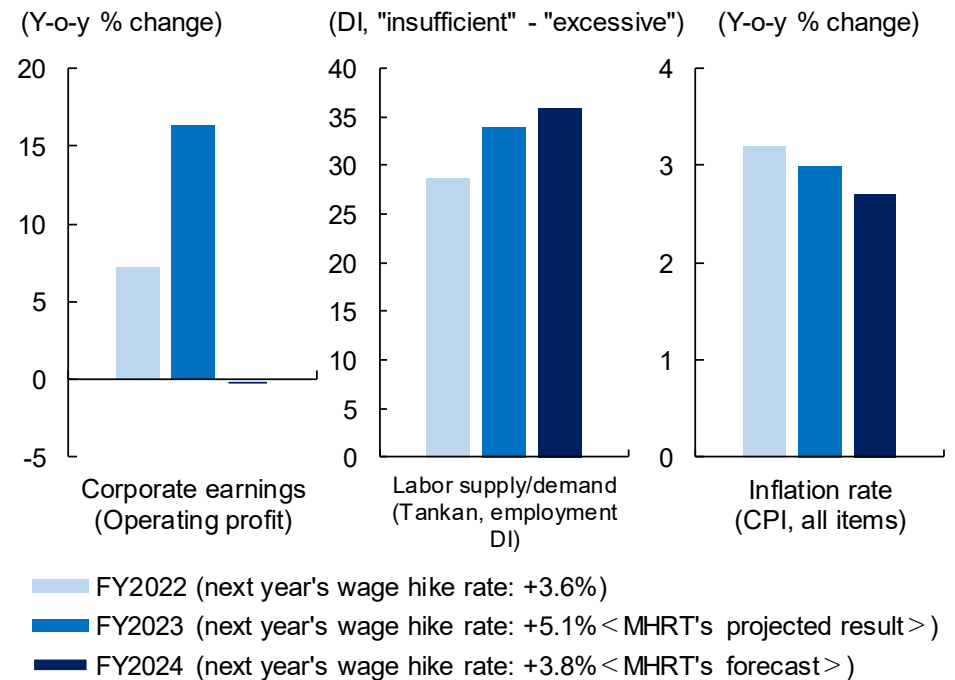 (Y-o-y % change)
20
15
10
5
0
-5
Corporate earnings
(Operating profit)
(DI, "insufficient" - "excessive")
40
35
30
25
20
15
10
5
0
Labor supply/demand
(Tankan, employment
DI)
(Y-o-y % change)
4
3
2
1
0
Inflation rate
(CPI, all items)
FY2022 (next year's wage hike rate: +3.6%)
FY2023 (next year's wage hike rate: +5.1%＜MHRT's projected result＞)
FY2024 (next year's wage hike rate: +3.8%＜MHRT's forecast＞)